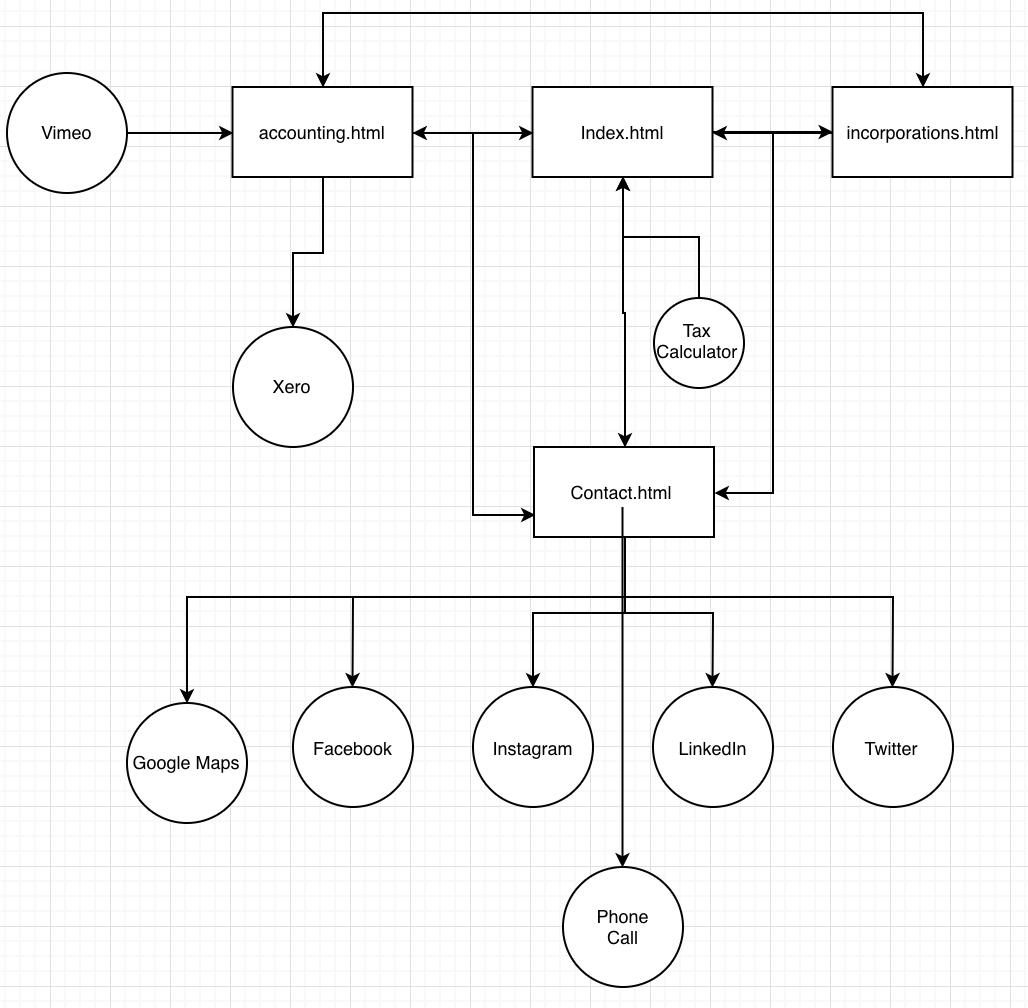 Vimeo
accounting.html
Index.html
incorporations.html
Tax
Calculator
Xero
Contact.html
Google Maps
Facebook
Instagram
LinkedIn
Twitter
Phone
Call